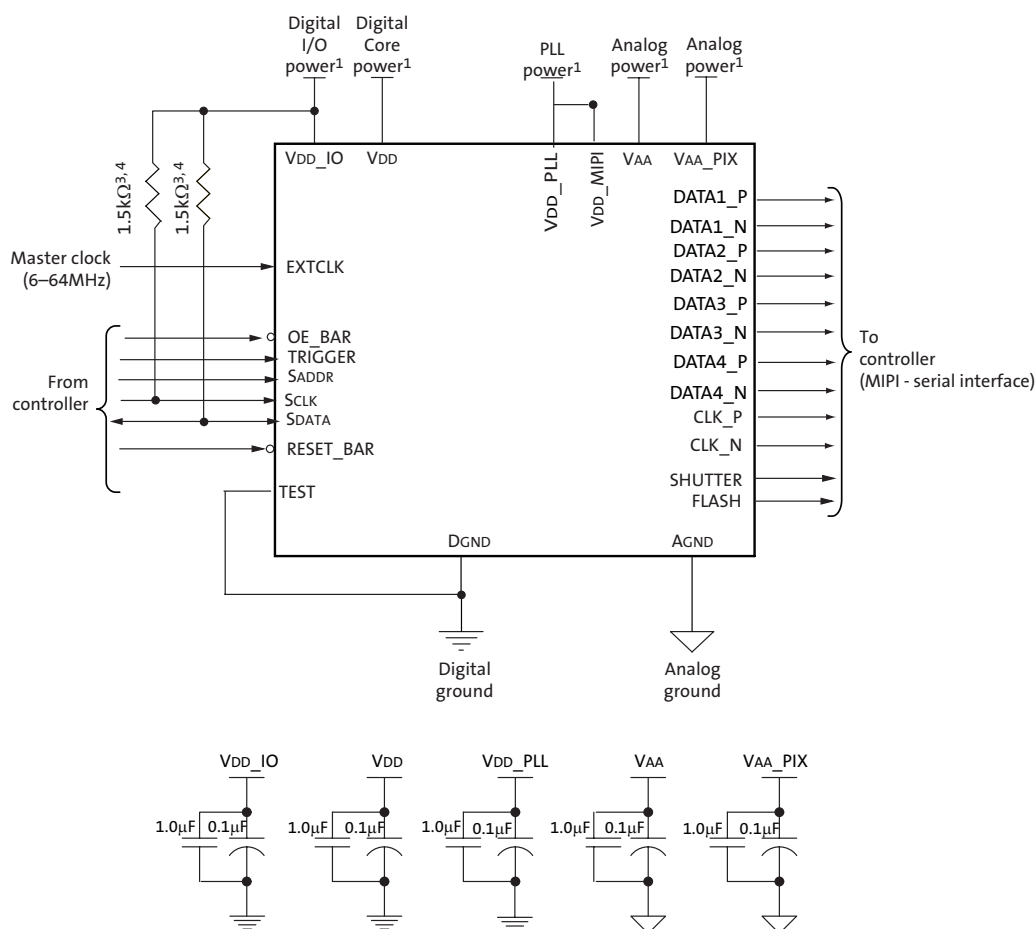 Digital
I/O
power1
Digital
Core
power1
PLL
power1
Analog
power1
Analog
power1
VDD_IO
VDD
VDD_PLL
VDD_MIPI
VAA
VAA_PIX
1.5kΩ3, 4
1.5kΩ3, 4
Master clock
(6–64MHz)
EXTCLK
From
controller
OE_BAR
TRIGGER
SADDR
SCLK
SDATA
RESET_BAR
TEST
DATA1_P
DATA1_N
DATA2_P
DATA2_N
DATA3_P
DATA3_N
DATA4_P
DATA4_N
CLK_P
CLK_N
SHUTTER
FLASH
To
controller
(MIPI - serial interface)
DGND
AGND
Digital
ground
Analog
ground
VDD_IO
VDD
VDD_PLL
VAA
VAA_PIX
1.0µF
0.1µF
1.0µF
0.1µF
1.0µF
0.1µF
1.0µF
0.1µF
1.0µF
0.1µF